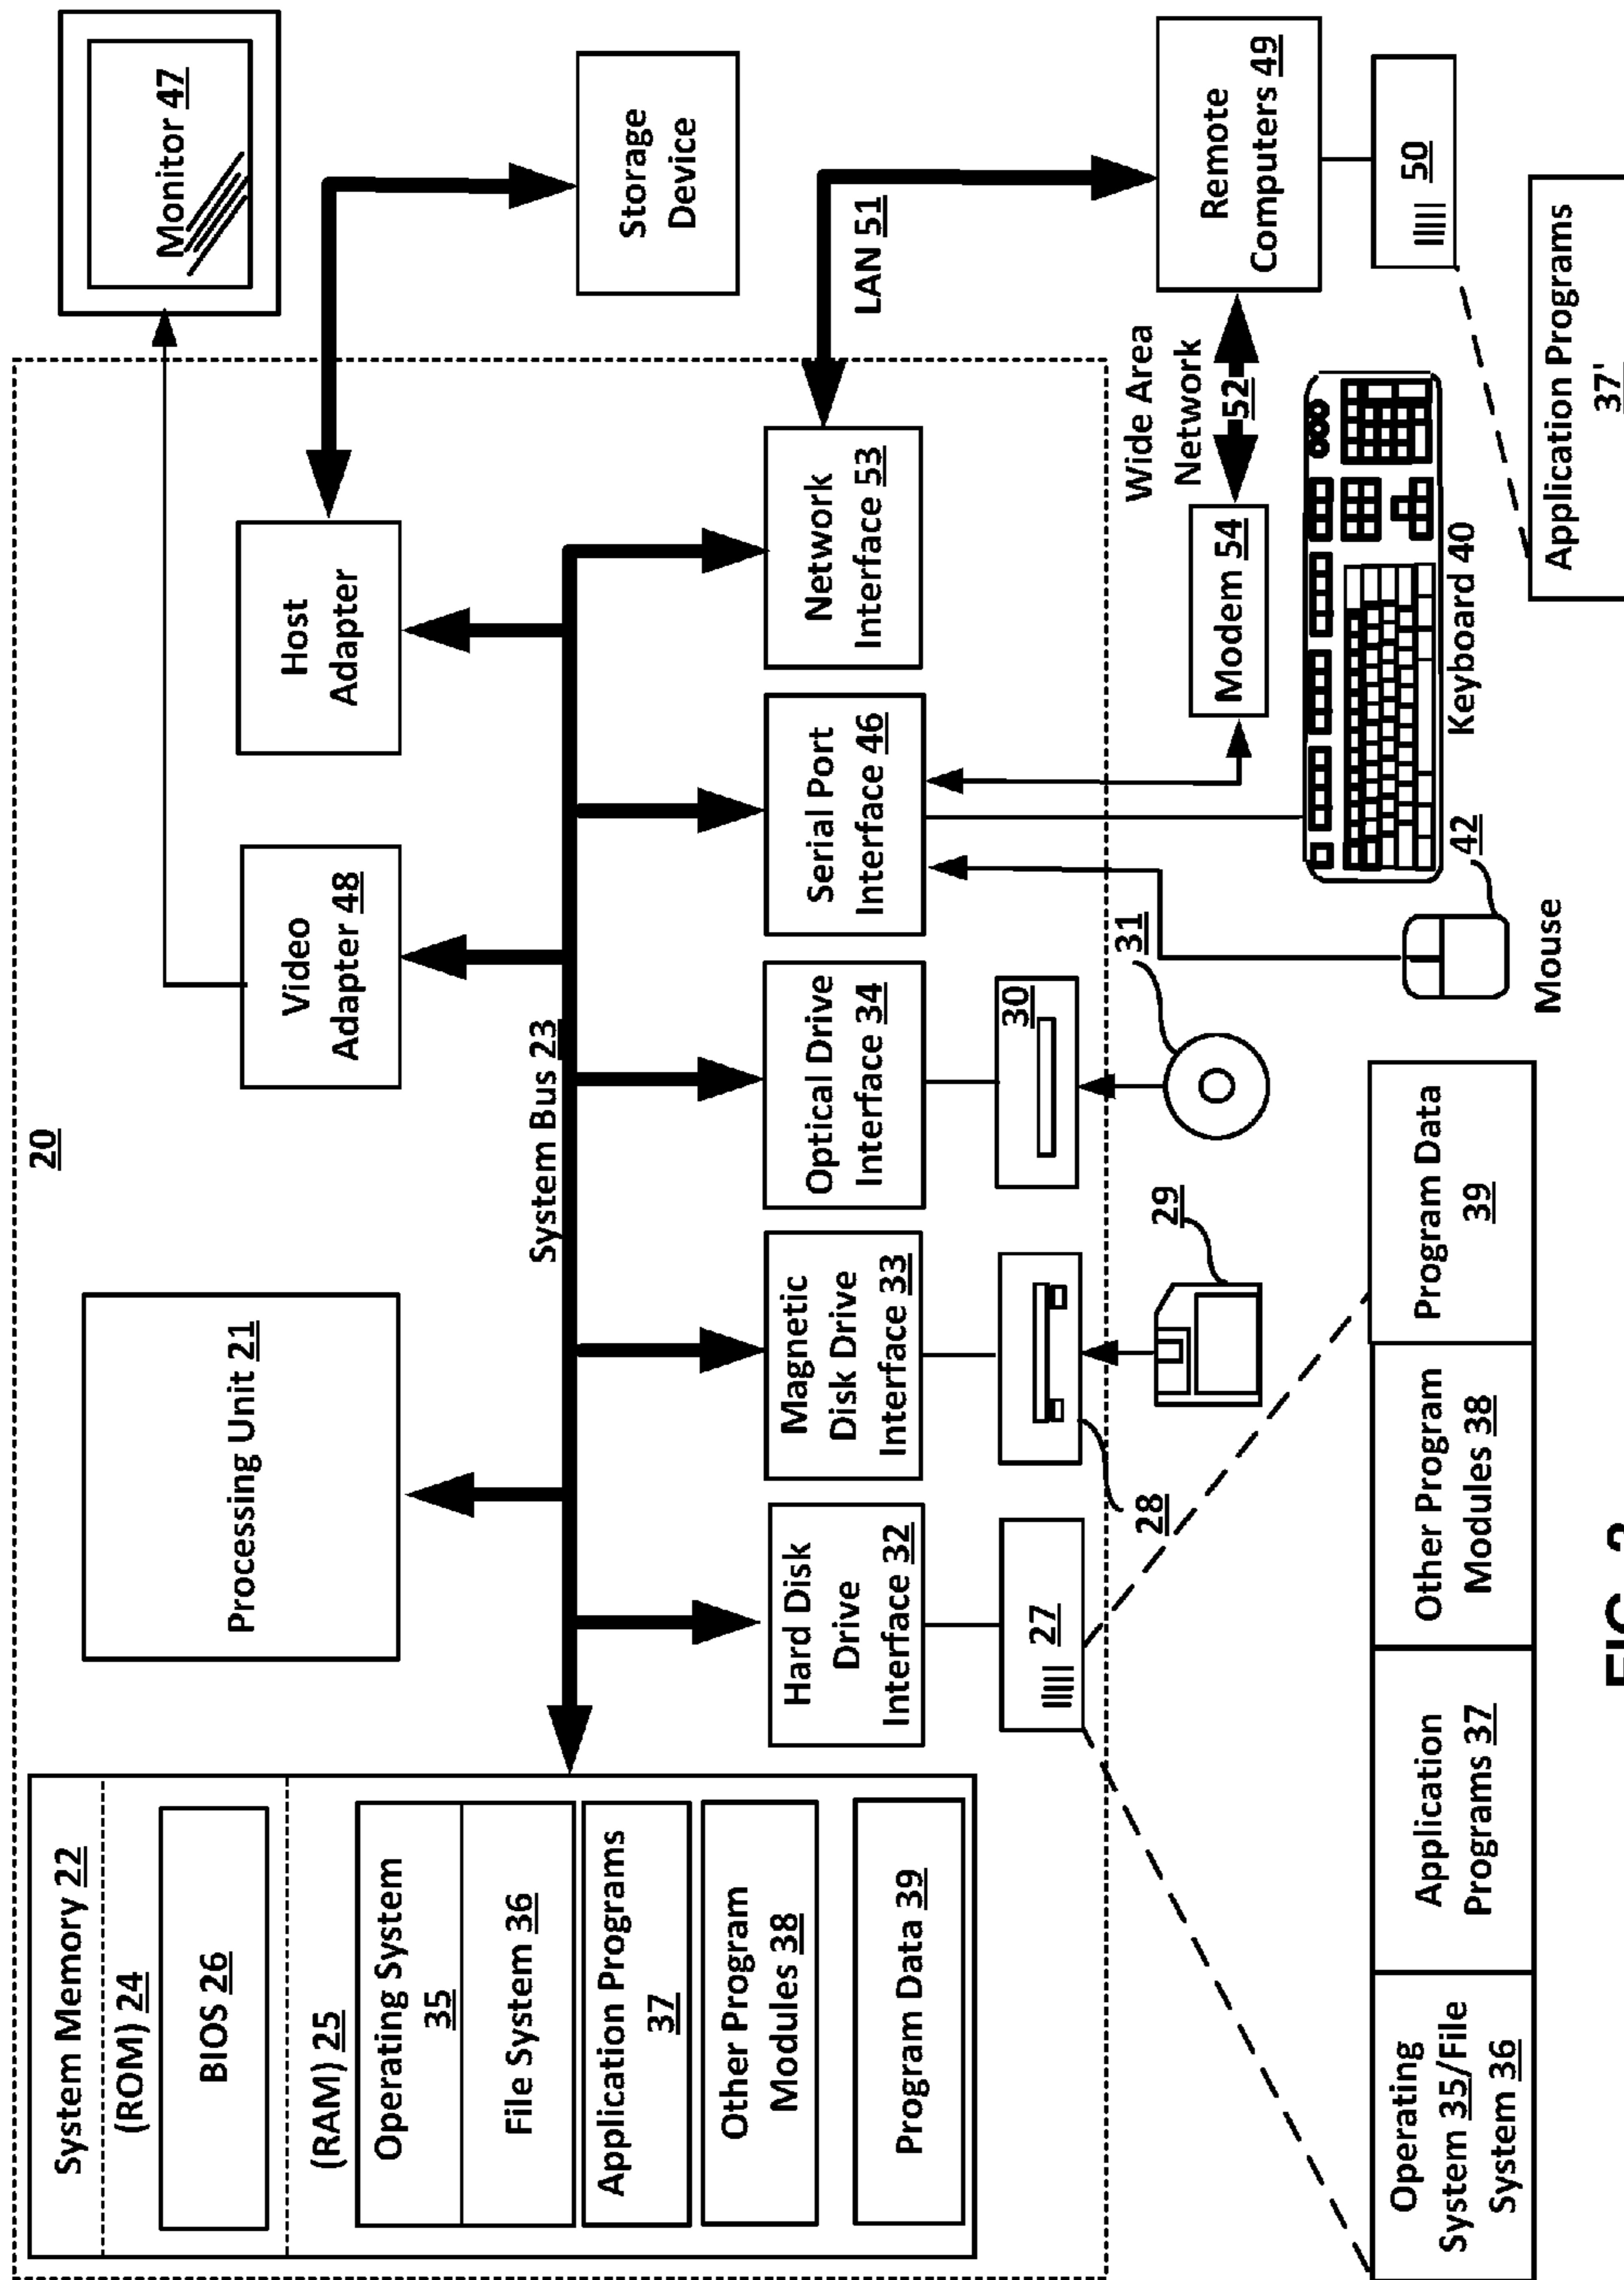 20
System Memory 22
(ROM) 24
BIOS 26
(RAM) 25
Operating System
35
File System 36
Application Programs
37
Other Program
Modules 38
Program Data 39
Processing Unit 21
Video
Adapter 48
Host
Adapter
Monitor 47
System Bus 23
Storage
Device
Hard Disk
Drive
Interface 32
Magnetic
Disk Drive
Interface 33
Optical Drive
Interface 34
Serial Port
Interface 46
Network
Interface 53
LAN 51
27
28
29
30
31
Wide Area
Network
52
Modem 54
Remote
Computers 49
50
Keyboard 40
42
Mouse
Operating
System 35/File
System 36
Application
Programs 37
Other Program
Modules 38
Program Data
39
Application Programs
37'